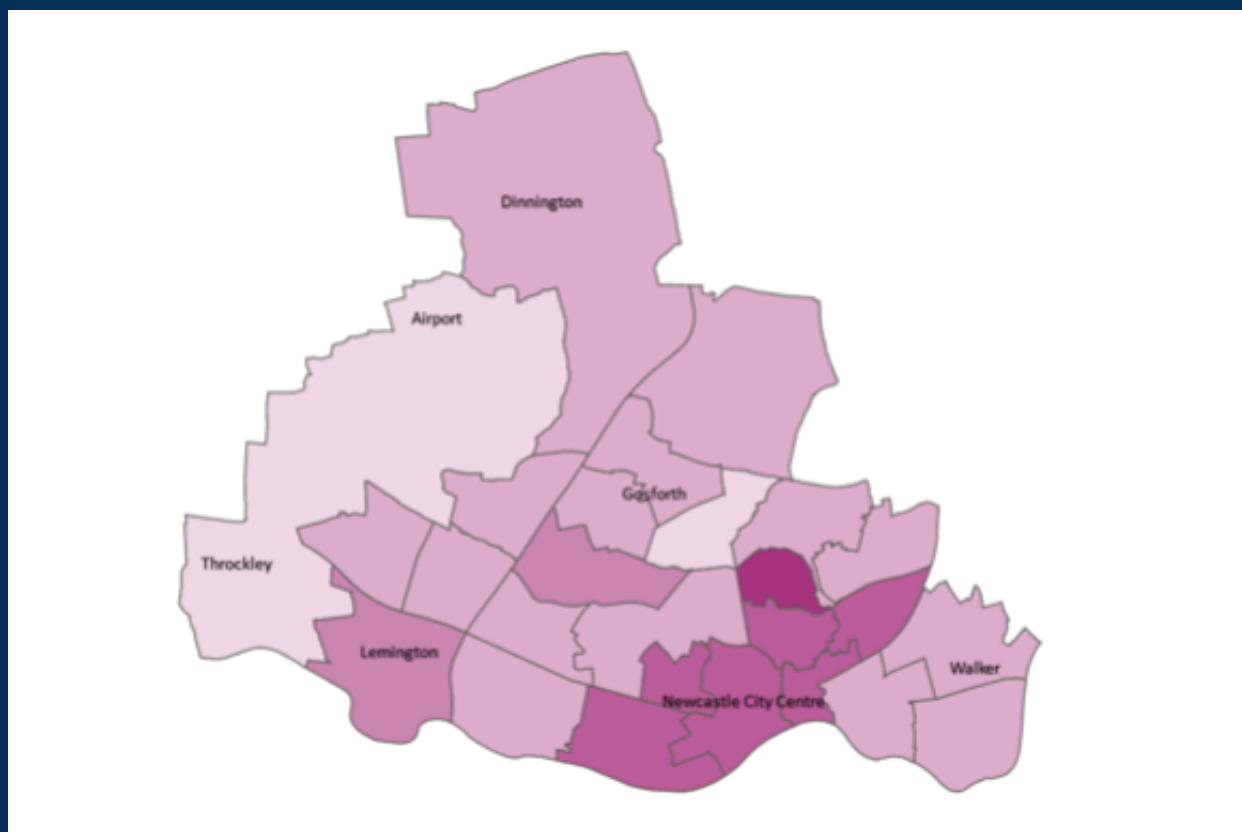 Dinnington
Airport
Gosforth
Throckley
Lemington
Walker
Newcastle City Centre